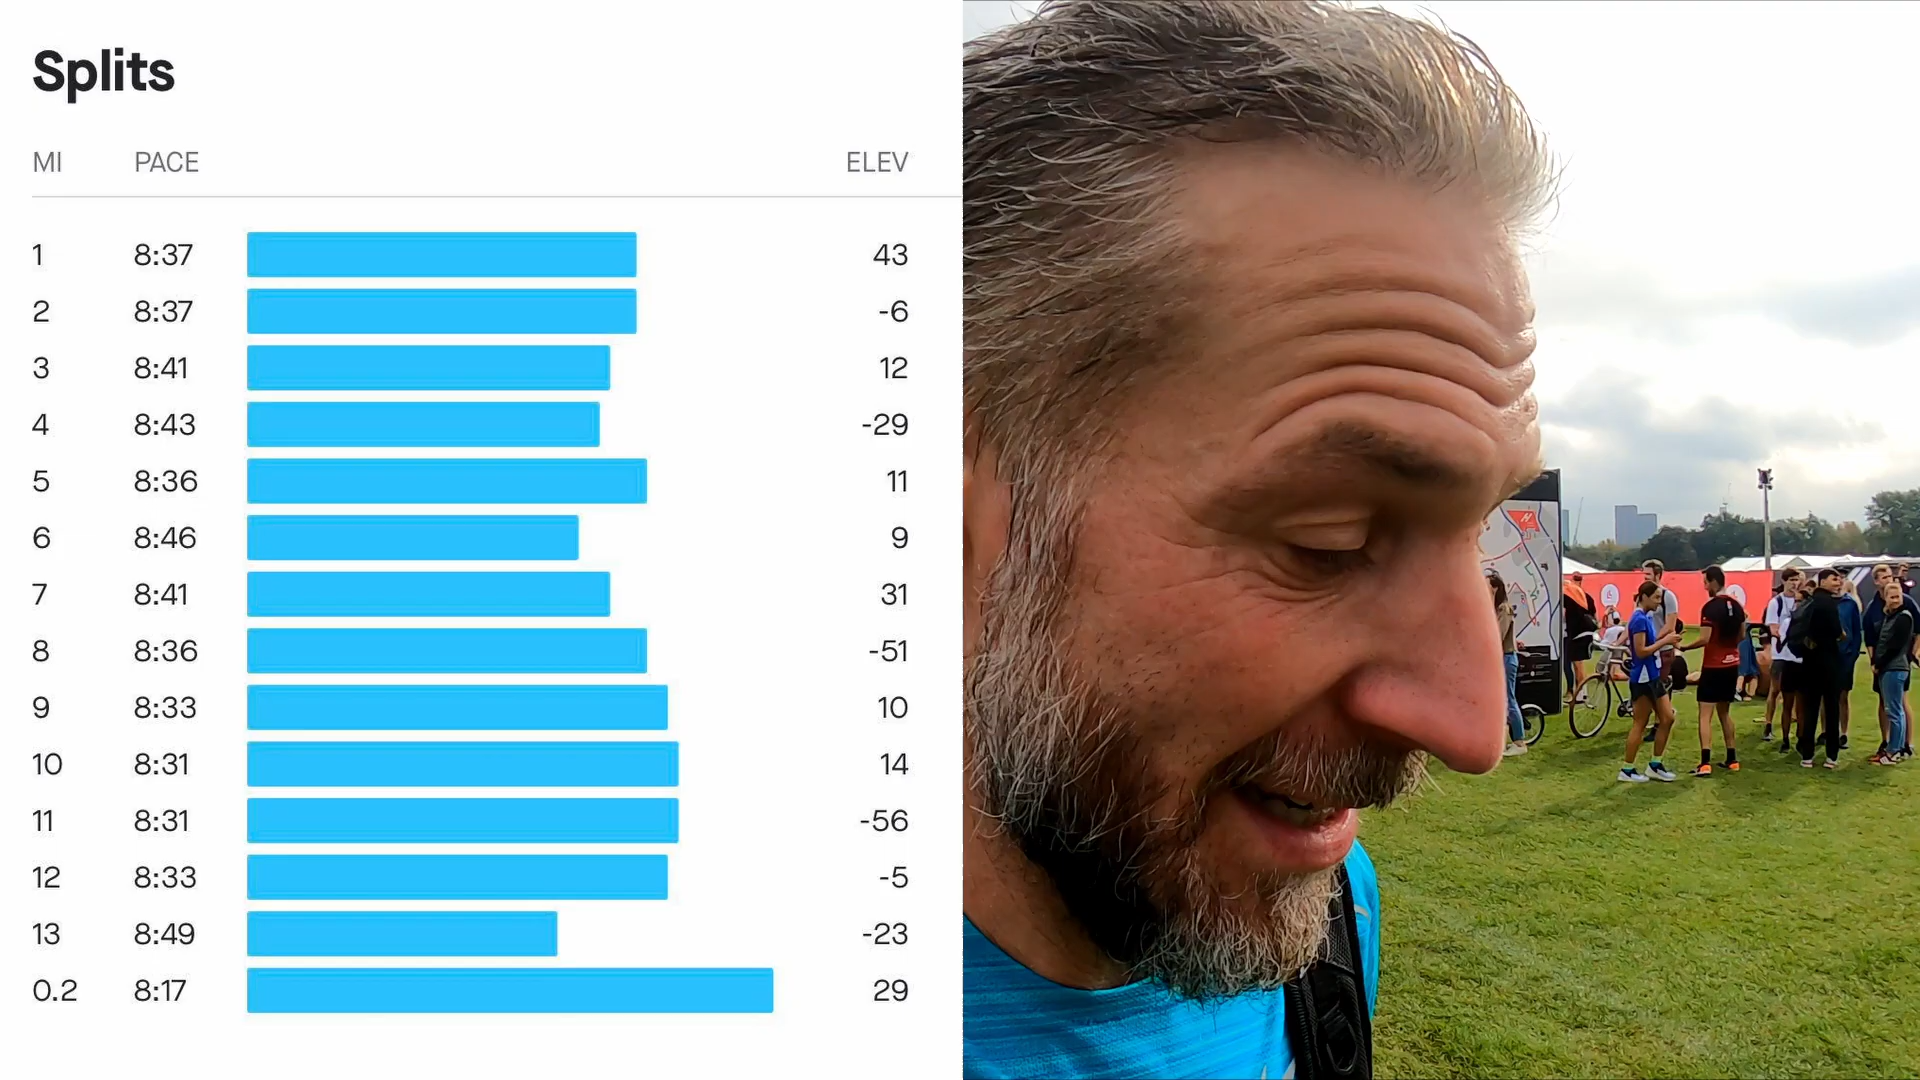 Splits
MI PACE ELEV
1 8:37 43
2 8:37 -6
3 8:41 12
4 8:43 -29
5 8:36 11
6 8:46 9
7 8:41 31
8 8:36 -51
9 8:33 10
10 8:31 14
11 8:31 -56
12 8:33 -5
13 8:49 -23
0.2 8:17 29